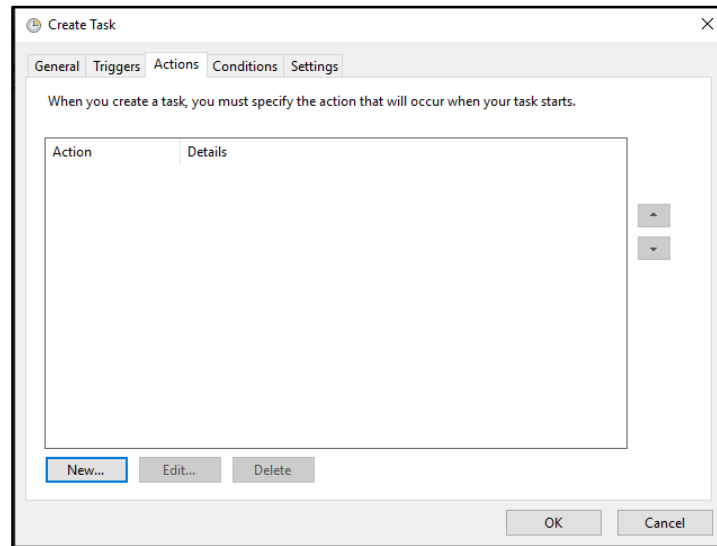 Create Task
General Triggers Actions Conditions Settings
When you create a task, you must specify the action that will occur when your task starts.
Action Details
New... Edit... Delete
OK Cancel